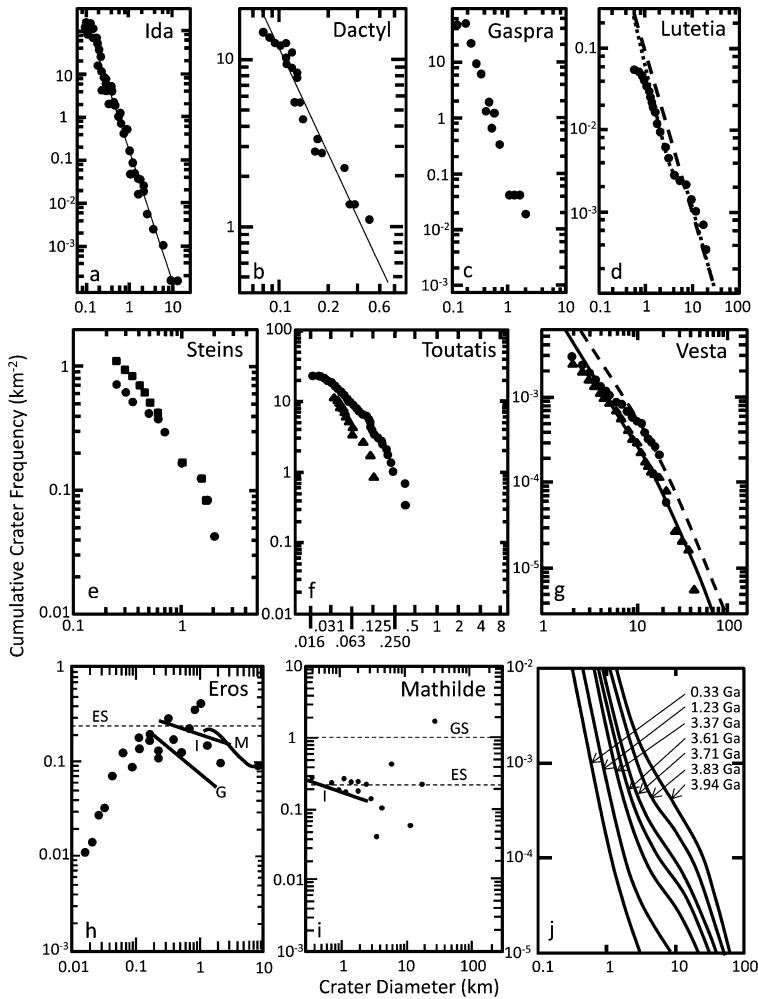 Ida
Dactyl
Gaspra
Lutetia
10
1
0.1
10-2
10-3
a
0.1
1
10
10
1
b
0.1
0.2
0.6
10
1
0.1
10-2
10-3
c
0.1
1
10
0.1
10-2
10-3
d
0.1
1
10
100
Cumulative Crater Frequency (km-2)
Steins
Toutatis
Vesta
1
0.1
0.01
e
0.1
1
100
10
1
0.1
0.01
f
.031
.125
.5
1
2
4
8
.016
.063
.250
10-3
10-4
10-5
g
1
10
100
Eros
Mathilde
1
0.1
0.01
10-3
ES
M
I
G
h
0.01
0.1
1
10
10
1
0.1
0.01
10-3
GS
ES
I
i
1
10
100
10-2
10-3
10-4
10-5
0.33 Ga
1.23 Ga
3.37 Ga
3.61 Ga
3.71 Ga
3.83 Ga
3.94 Ga
j
0.1
1
10
100
Crater Diameter (km)